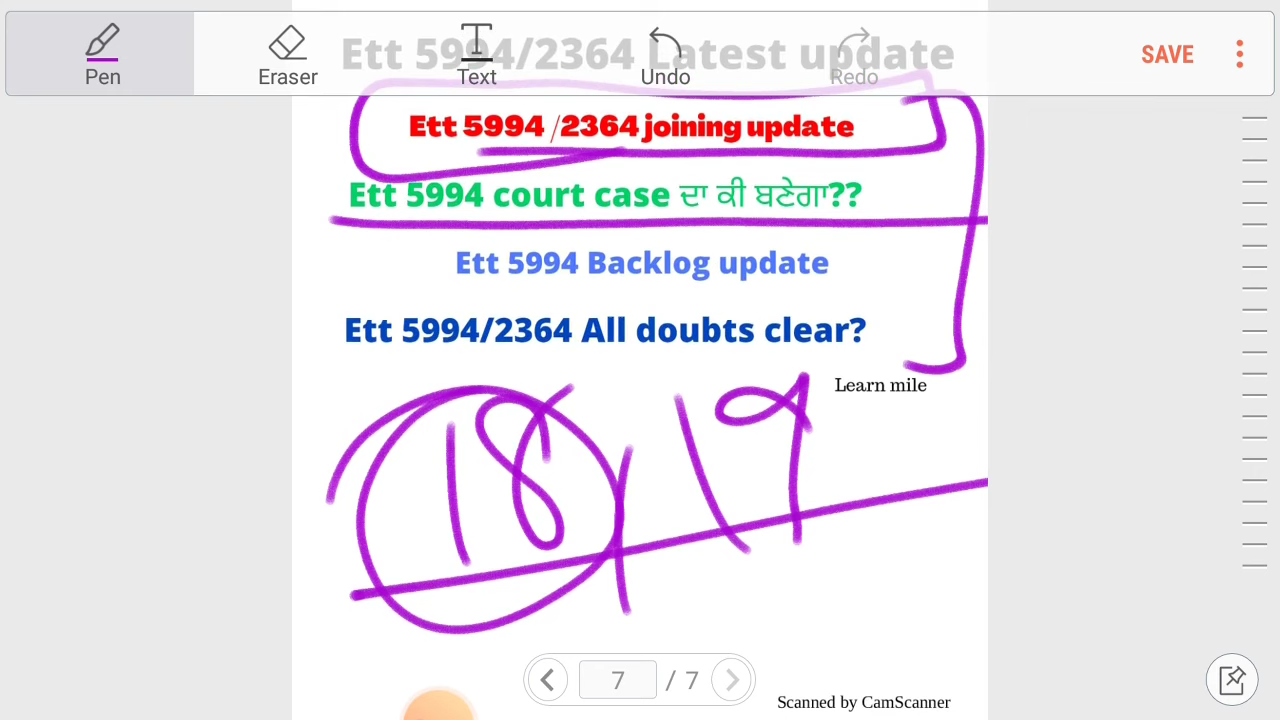 Ett 5994/2364 Latest update
Pen
Eraser
Text
Undo
Redo
SAVE
Ett 5994 /2364 joining update
Ett 5994 court case ਦਾ ਕੀ ਬਣੇਗਾ??
Ett 5994 Backlog update
Ett 5994/2364 All doubts clear?
Learn mile
18, 19
7 / 7
Scanned by CamScanner